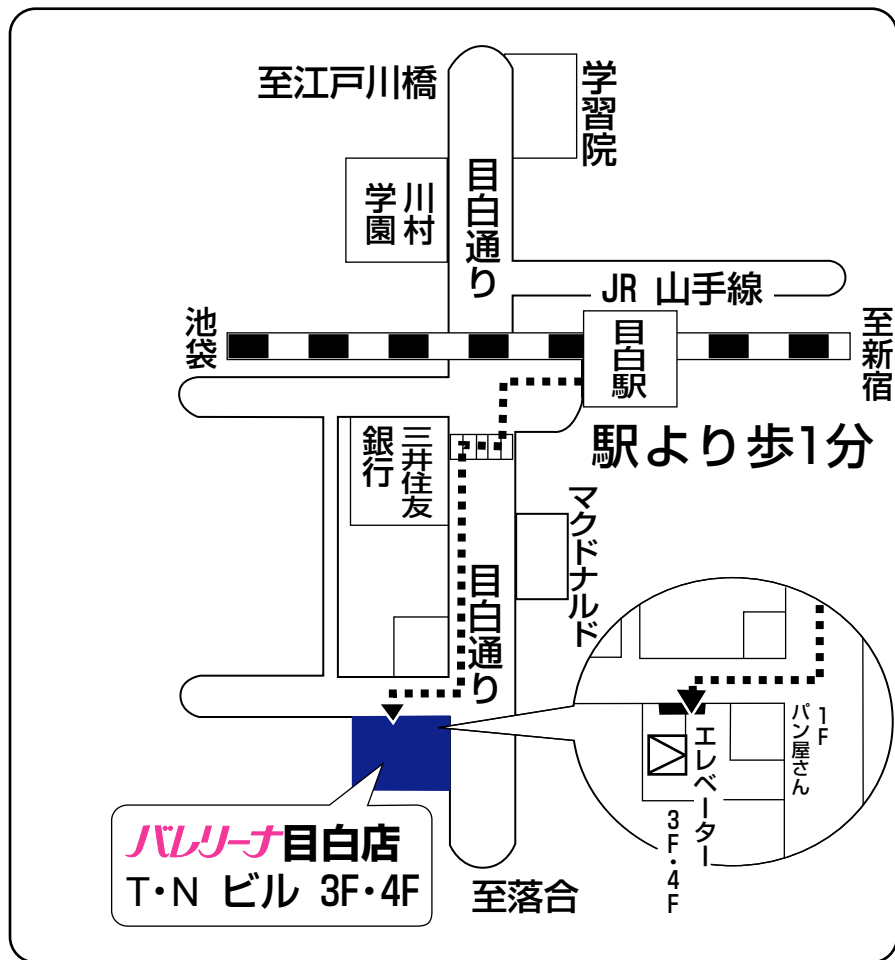 至江戸川橋
学習院
川村
学園
目白通り
JR 山手線
池袋
目白駅
至新宿
駅より歩1分
三井住友
銀行
マクドナルド
目白通り
1F
パン屋さん
エレベーター
3F・4F
バレリーナ目白店
T・N ビル 3F・4F
至落合